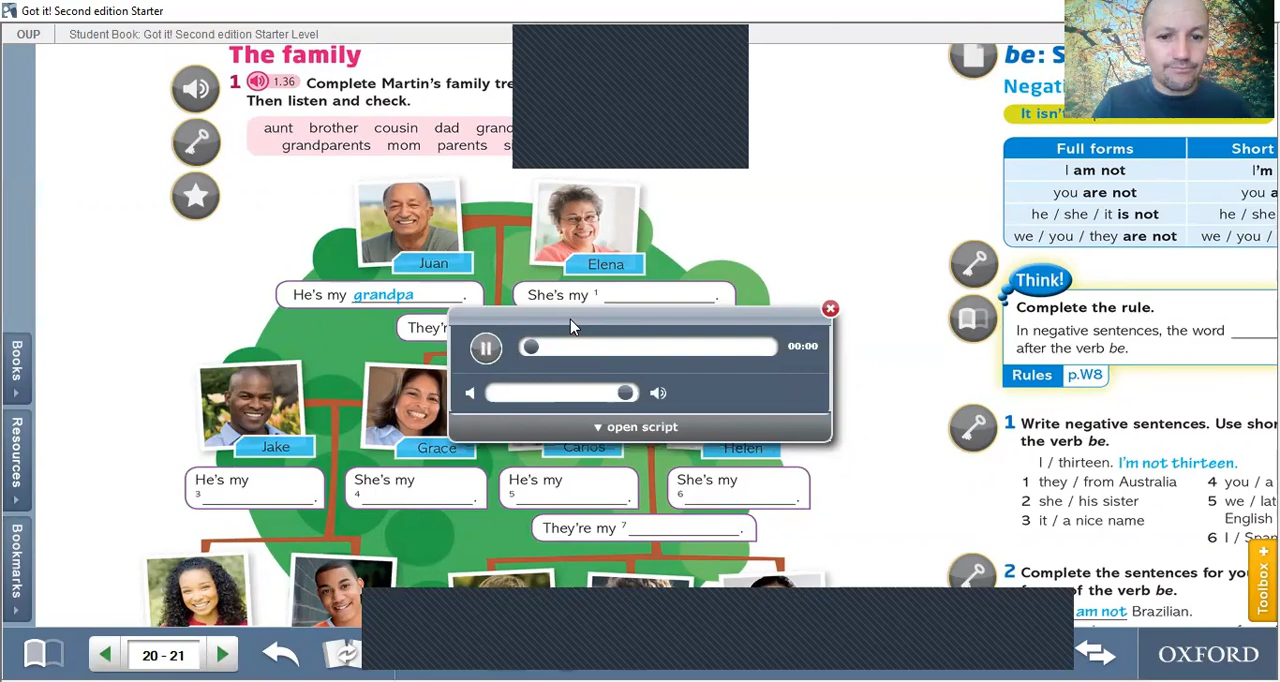 Got it! Second edition Starter
OUP Student Book: Got it! Second edition Starter Level
The family
1 1.36 Complete Martin's family tre
Then listen and check.
aunt brother cousin dad grand
grandparents mom parents s
Juan
Elena
He's my grandpa .
She's my 1 .
They'r
00:00
▼ open script
Jake
Grace
Carlos
Helen
He's my
3 .
She's my
4 .
He's my
5 .
She's my
6 .
They're my 7 .
Books
Resources
Bookmarks
20 - 21
be: S
Negati
It isn'
Full forms Short
I am not I'm
you are not you a
he / she / it is not he / she
we / you / they are not we / you /
Think!
Complete the rule.
In negative sentences, the word
after the verb be.
Rules p.W8
1 Write negative sentences. Use shor
the verb be.
I / thirteen. I'm not thirteen.
1 they / from Australia
2 she / his sister
3 it / a nice name
4 you / a
5 we / lat
English
6 I / Span
2 Complete the sentences for you
of the verb be.
am not Brazilian.
Toolbox
OXFORD